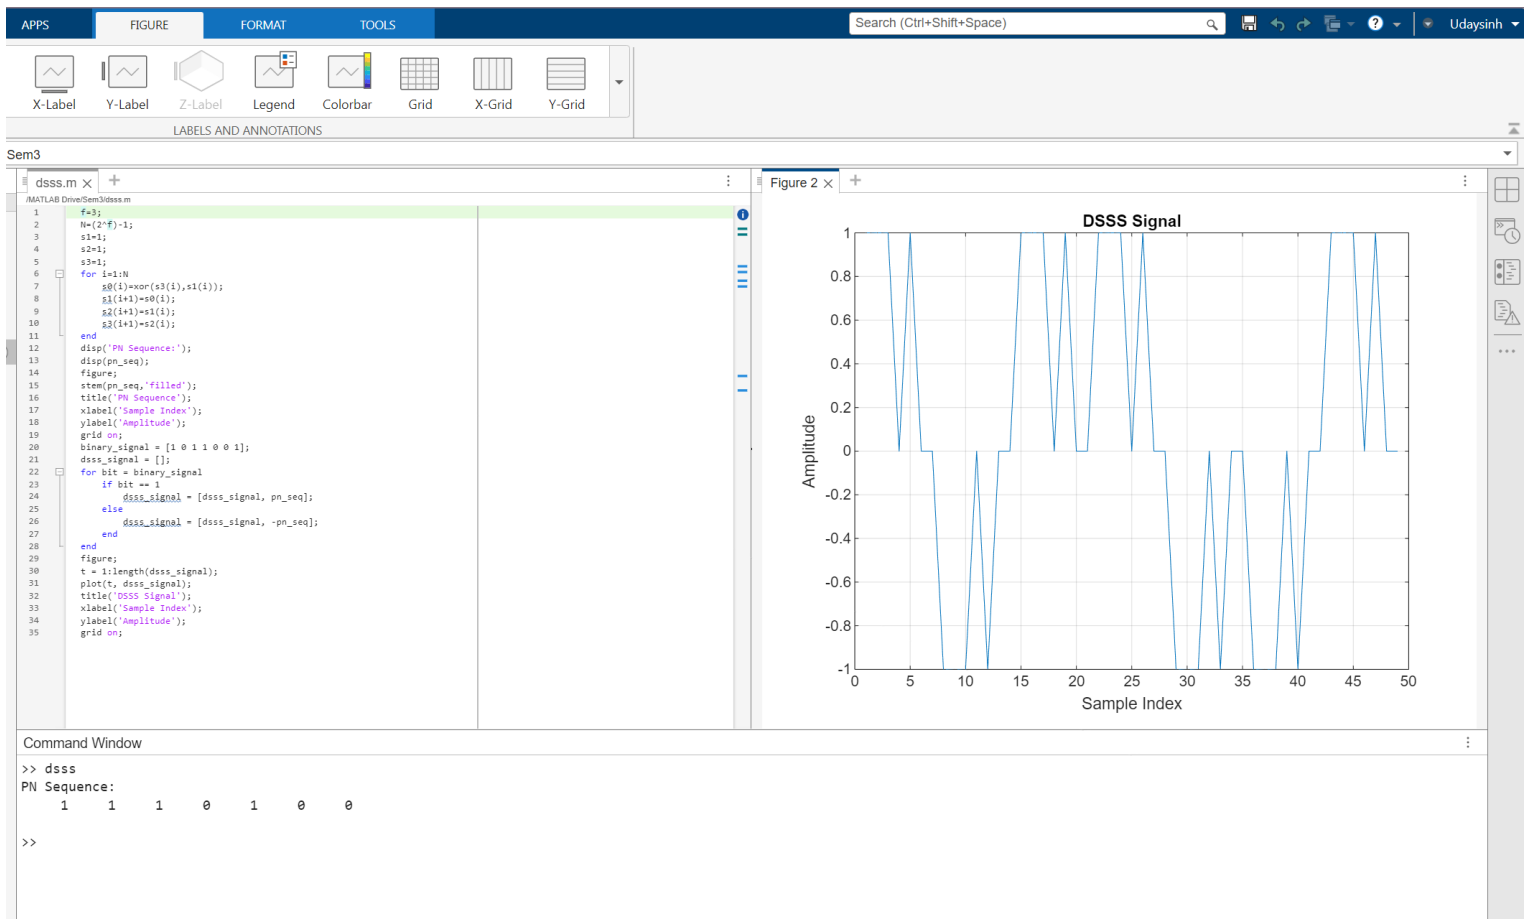 APPS FIGURE FORMAT TOOLS Search (Ctrl+Shift+Space) Udaysinh
X-Label Y-Label Z-Label Legend Colorbar Grid X-Grid Y-Grid
LABELS AND ANNOTATIONS
Sem3
dsss.m
/MATLAB Drive/Sem3/dsss.m
1 f=3;
2 N=(2^f)-1;
3 s1=1;
4 s2=1;
5 s3=1;
6 for i=1:N
7 s0(i)=xor(s3(i),s1(i));
8 s1(i+1)=s0(i);
9 s2(i+1)=s1(i);
10 s3(i+1)=s2(i);
11 end
12 disp('PN Sequence:');
13 disp(pn_seq);
14 figure;
15 stem(pn_seq,'filled');
16 title('PN Sequence');
17 xlabel('Sample Index');
18 ylabel('Amplitude');
19 grid on;
20 binary_signal = [1 0 1 1 0 0 1];
21 dsss_signal = [];
22 for bit = binary_signal
23 if bit == 1
24 dsss_signal = [dsss_signal, pn_seq];
25 else
26 dsss_signal = [dsss_signal, -pn_seq];
27 end
28 end
29 figure;
30 t = 1:length(dsss_signal);
31 plot(t, dsss_signal);
32 title('DSSS Signal');
33 xlabel('Sample Index');
34 ylabel('Amplitude');
35 grid on;
Figure 2
DSSS Signal
1
0.8
0.6
0.4
0.2
0
-0.2
-0.4
-0.6
-0.8
-1
Amplitude
0 5 10 15 20 25 30 35 40 45 50
Sample Index
Command Window
>> dsss
PN Sequence:
1 1 1 0 1 0 0
>>